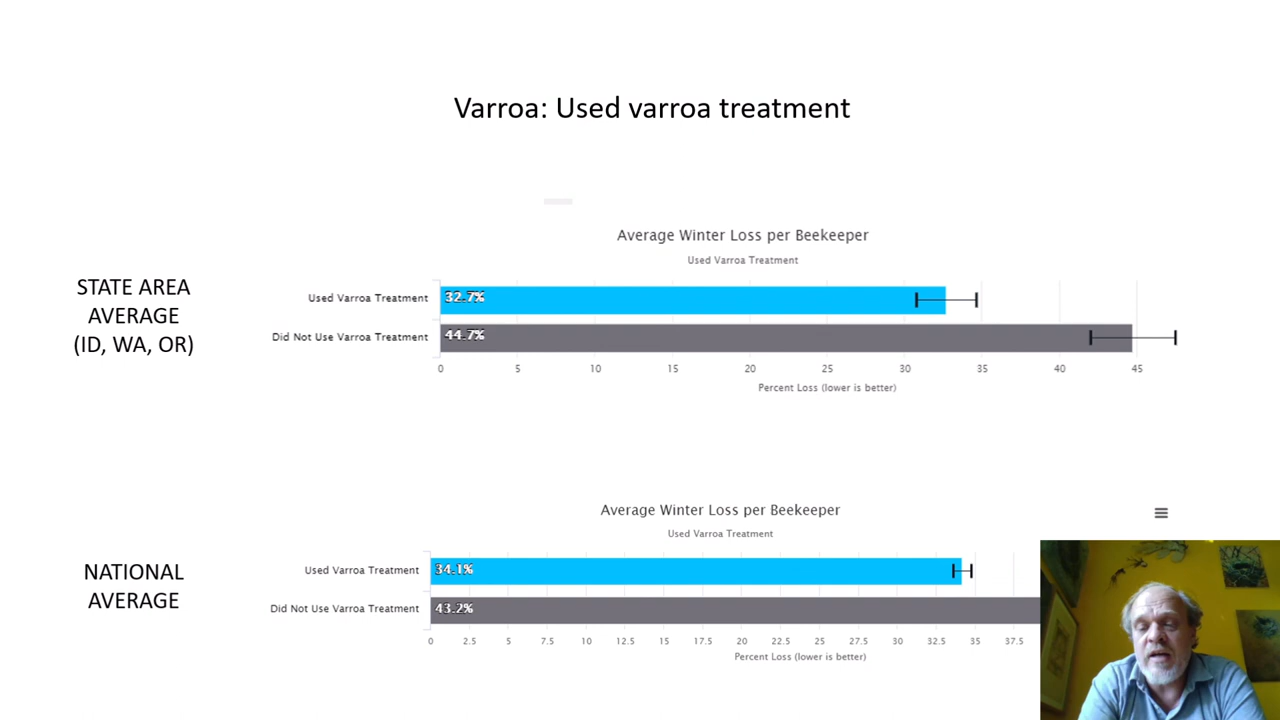 Varroa: Used varroa treatment
STATE AREA
AVERAGE
(ID, WA, OR)
Average Winter Loss per Beekeeper
Used Varroa Treatment
Used Varroa Treatment
32.7%
Did Not Use Varroa Treatment
44.7%
0 5 10 15 20 25 30 35 40 45
Percent Loss (lower is better)
NATIONAL
AVERAGE
Average Winter Loss per Beekeeper
Used Varroa Treatment
Used Varroa Treatment
34.1%
Did Not Use Varroa Treatment
43.2%
0 2.5 5 7.5 10 12.5 15 17.5 20 22.5 25 27.5 30 32.5 35 37.5
Percent Loss (lower is better)